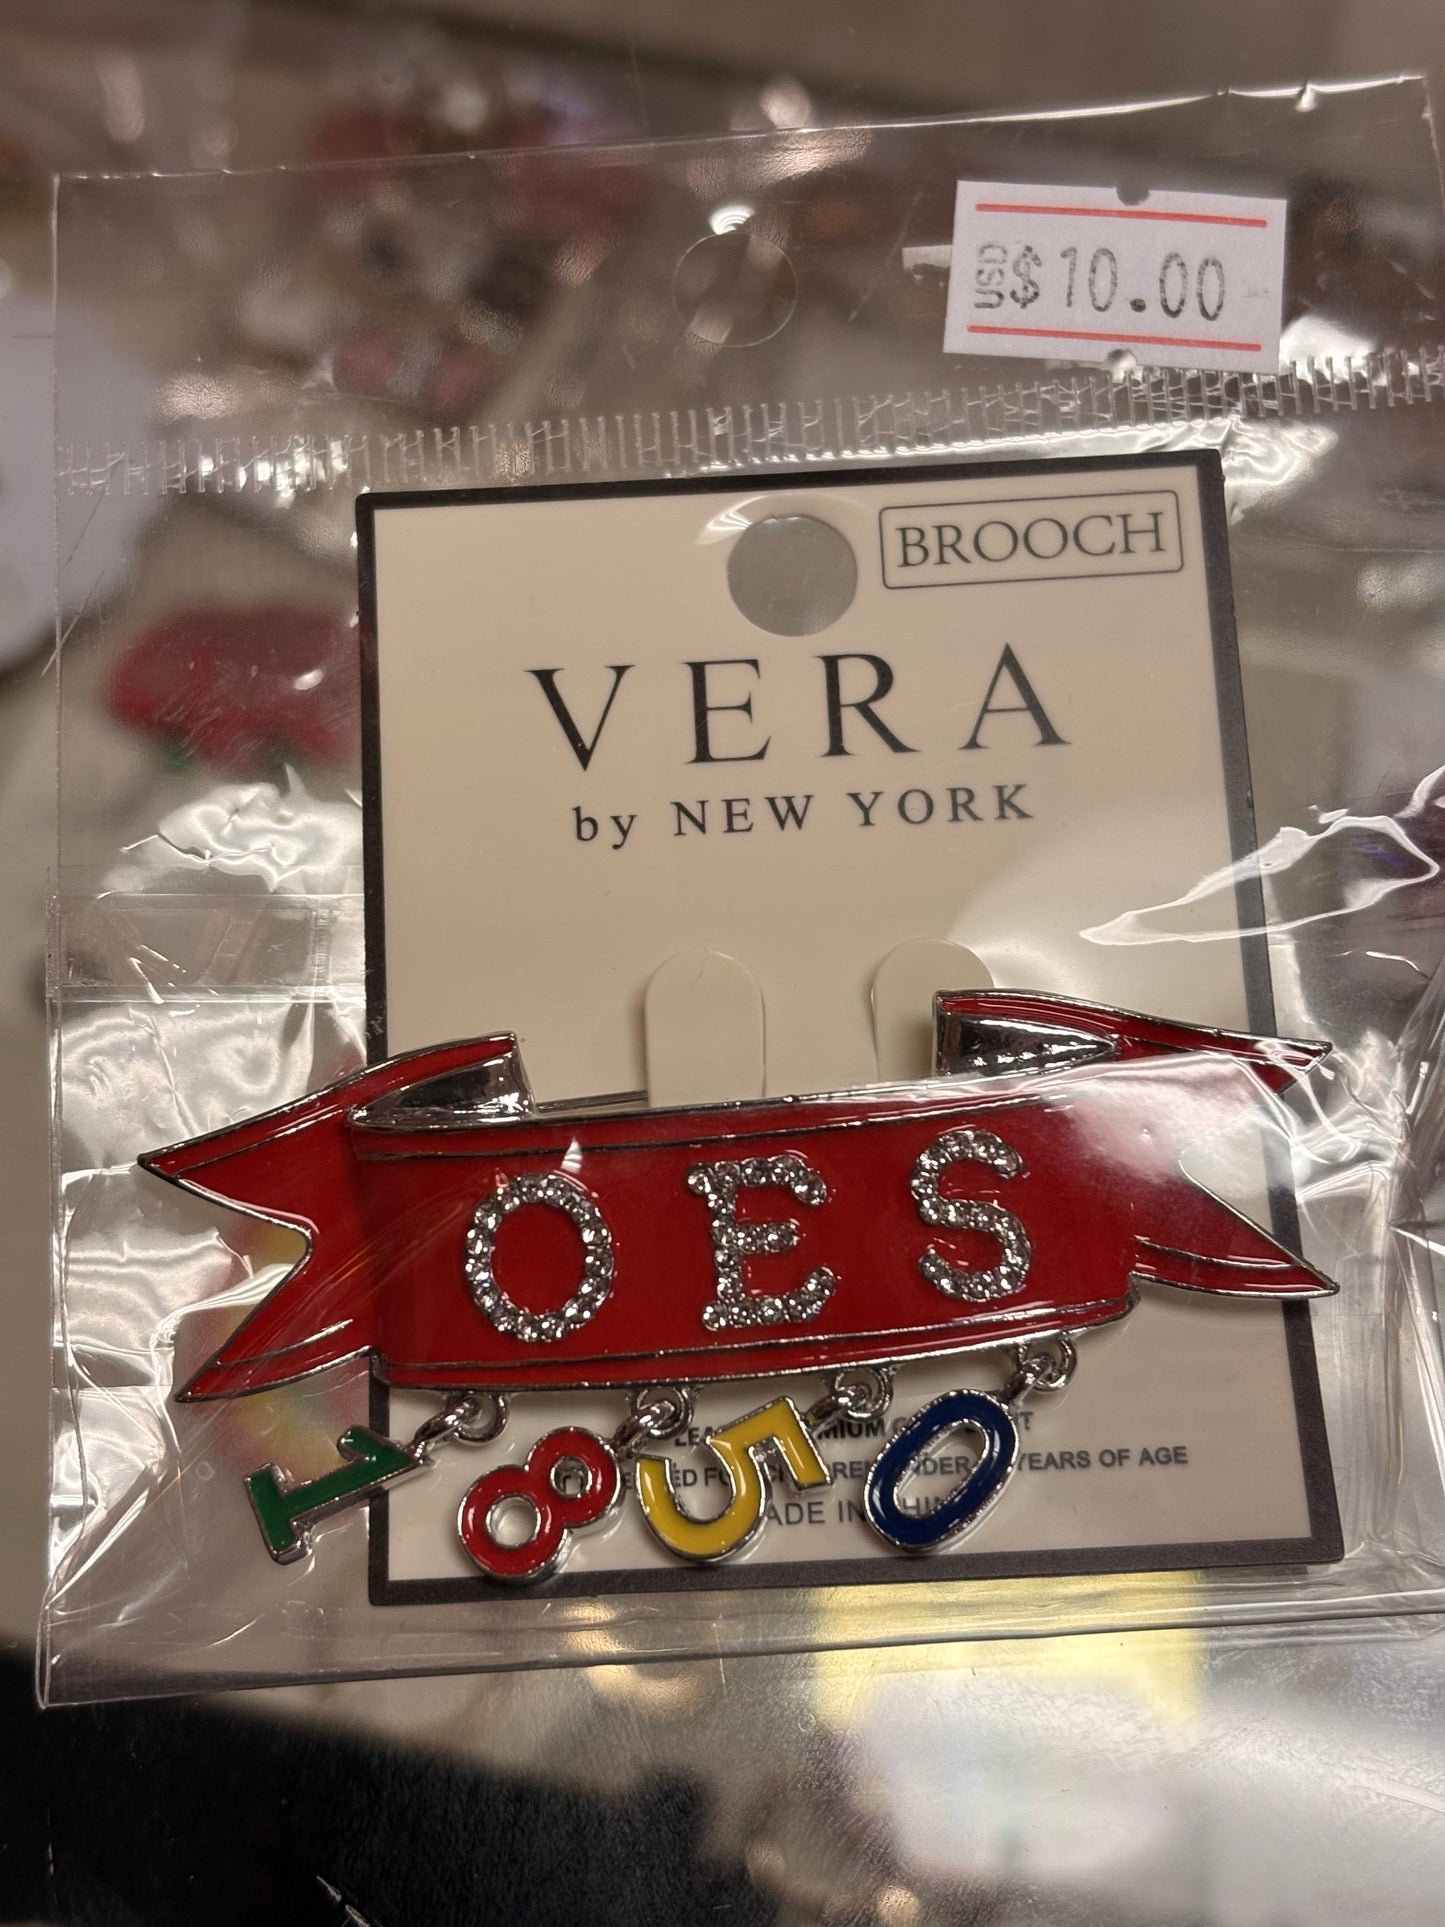 USD $10.00
BROOCH
VERA
by NEW YORK
OES
1850
YEARS OF AGE